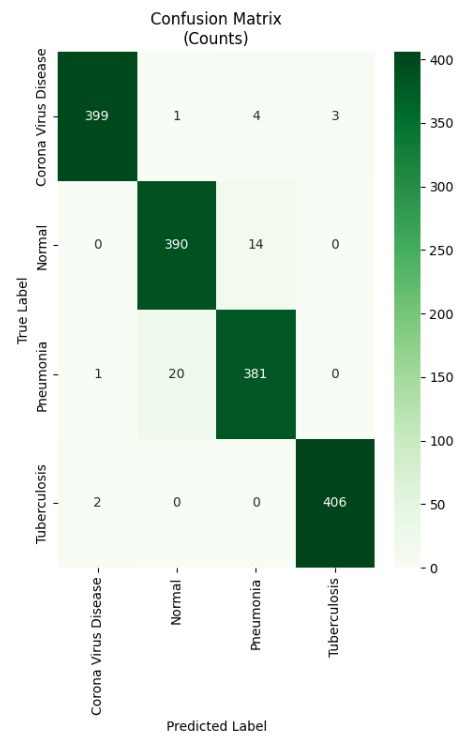 Confusion Matrix
(Counts)
True Label
Corona Virus Disease
399 1 4 3
Normal
0 390 14 0
Pneumonia
1 20 381 0
Tuberculosis
2 0 0 406
Corona Virus Disease
Normal
Pneumonia
Tuberculosis
Predicted Label
400
350
300
250
200
150
100
50
0